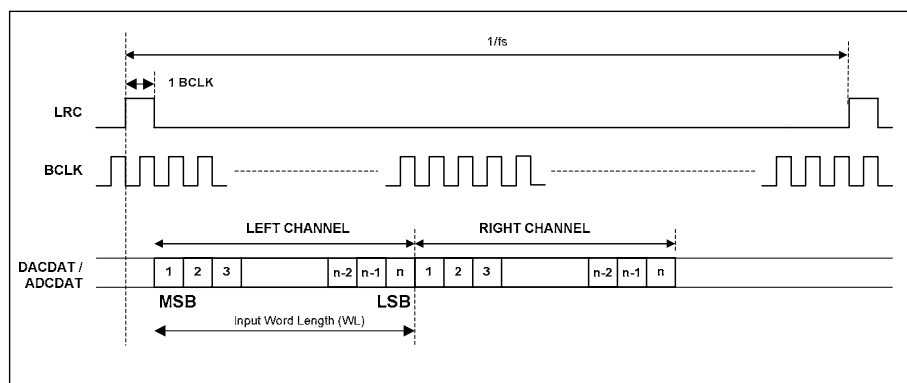 1/fs
1 BCLK
LRC
BCLK
LEFT CHANNEL RIGHT CHANNEL
DACDAT /
ADCDAT
1 2 3 n-2 n-1 n 1 2 3 n-2 n-1 n
MSB LSB
Input Word Length (WL)